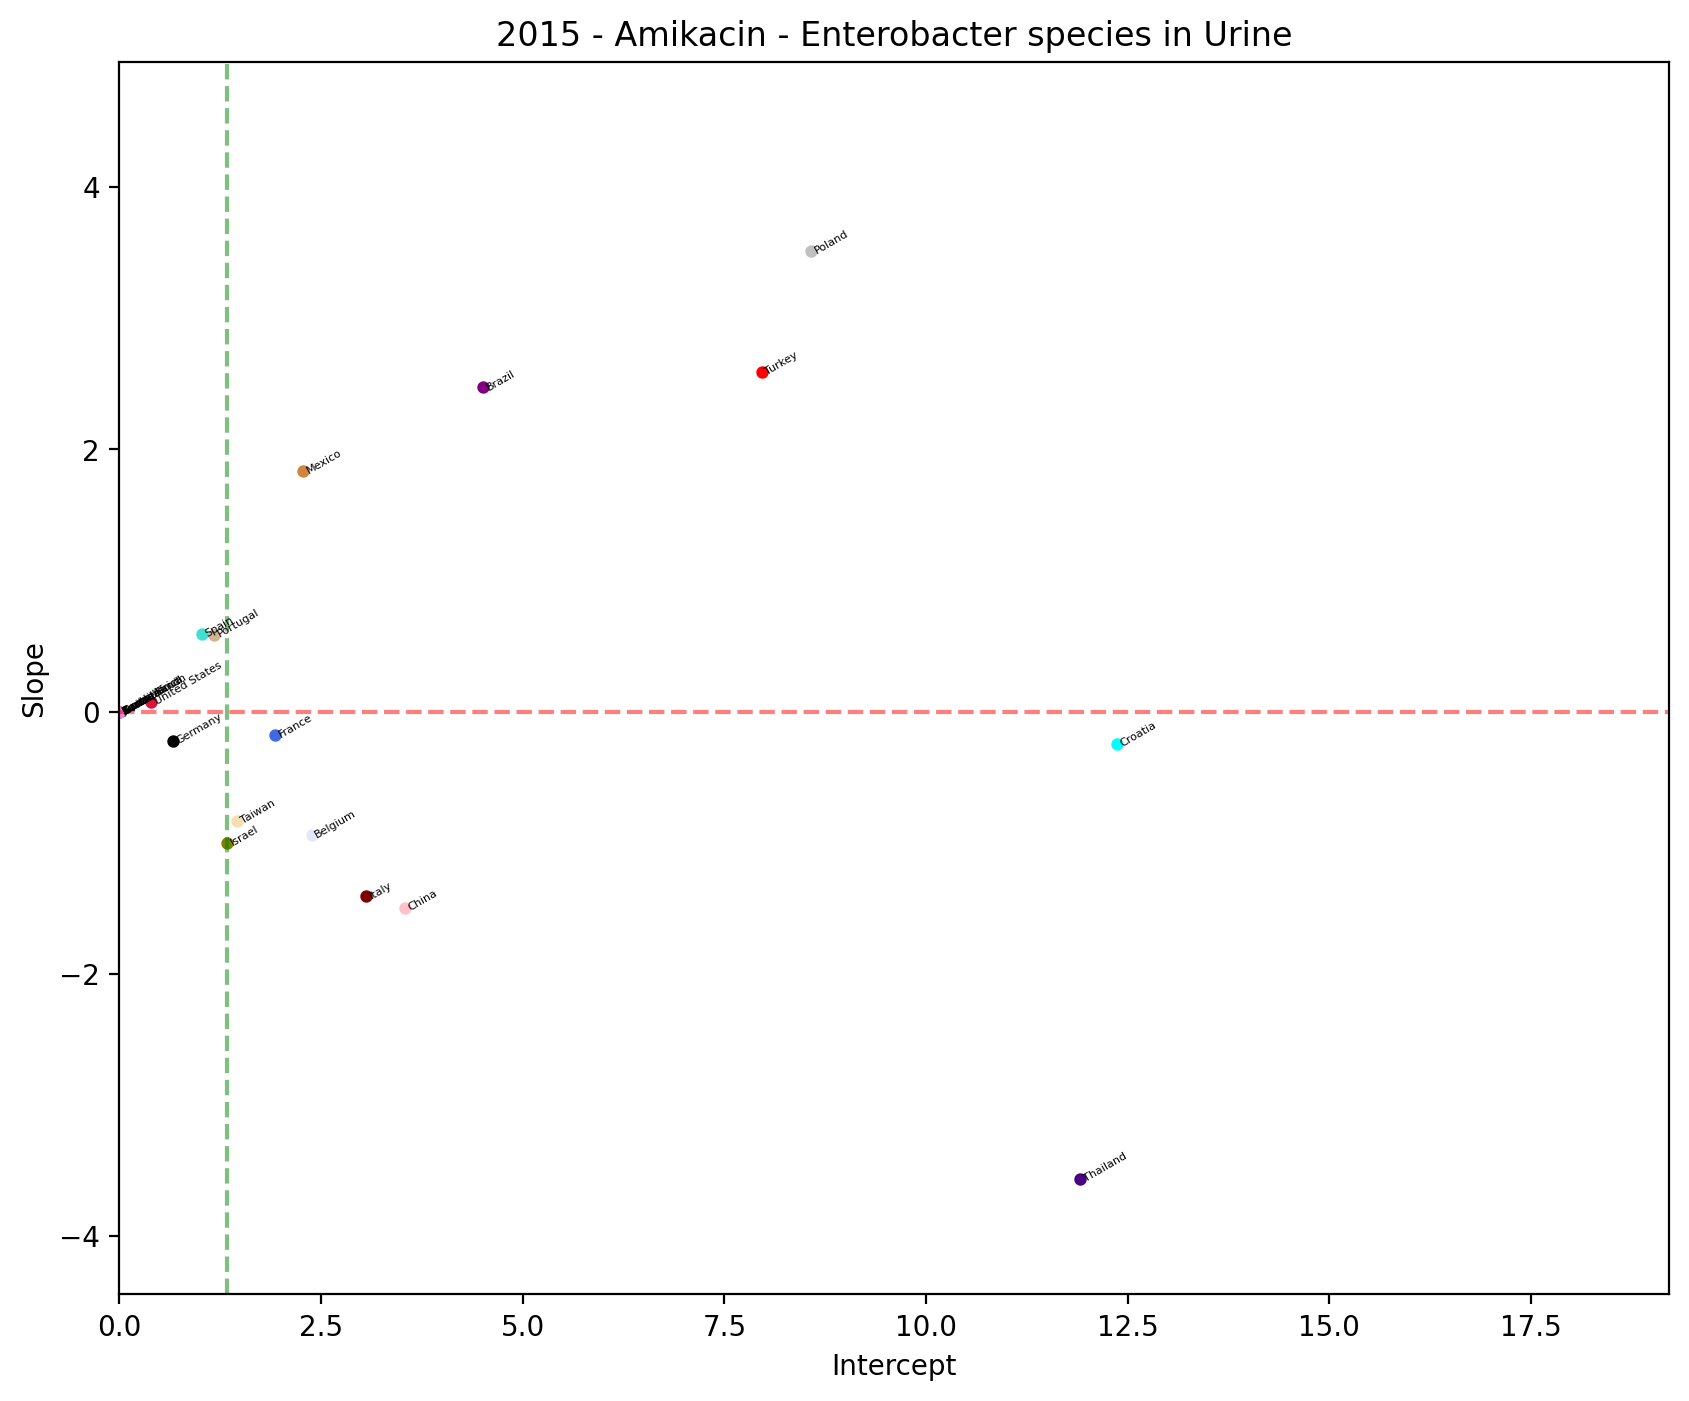 2015 - Amikacin - Enterobacter species in Urine
4
Poland
Turkey
Brazil
2
Mexico
Spain
Portugal
United States
Slope
0
Germany
France
Croatia
Taiwan
Israel
Belgium
Italy
China
−2
Thailand
−4
0.0 2.5 5.0 7.5 10.0 12.5 15.0 17.5
Intercept